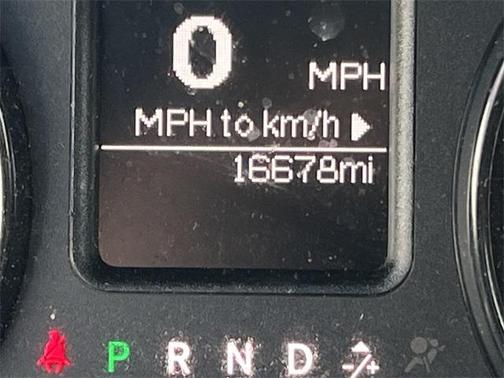 0 MPH
MPH to km/h
16678mi
P R N D -/+